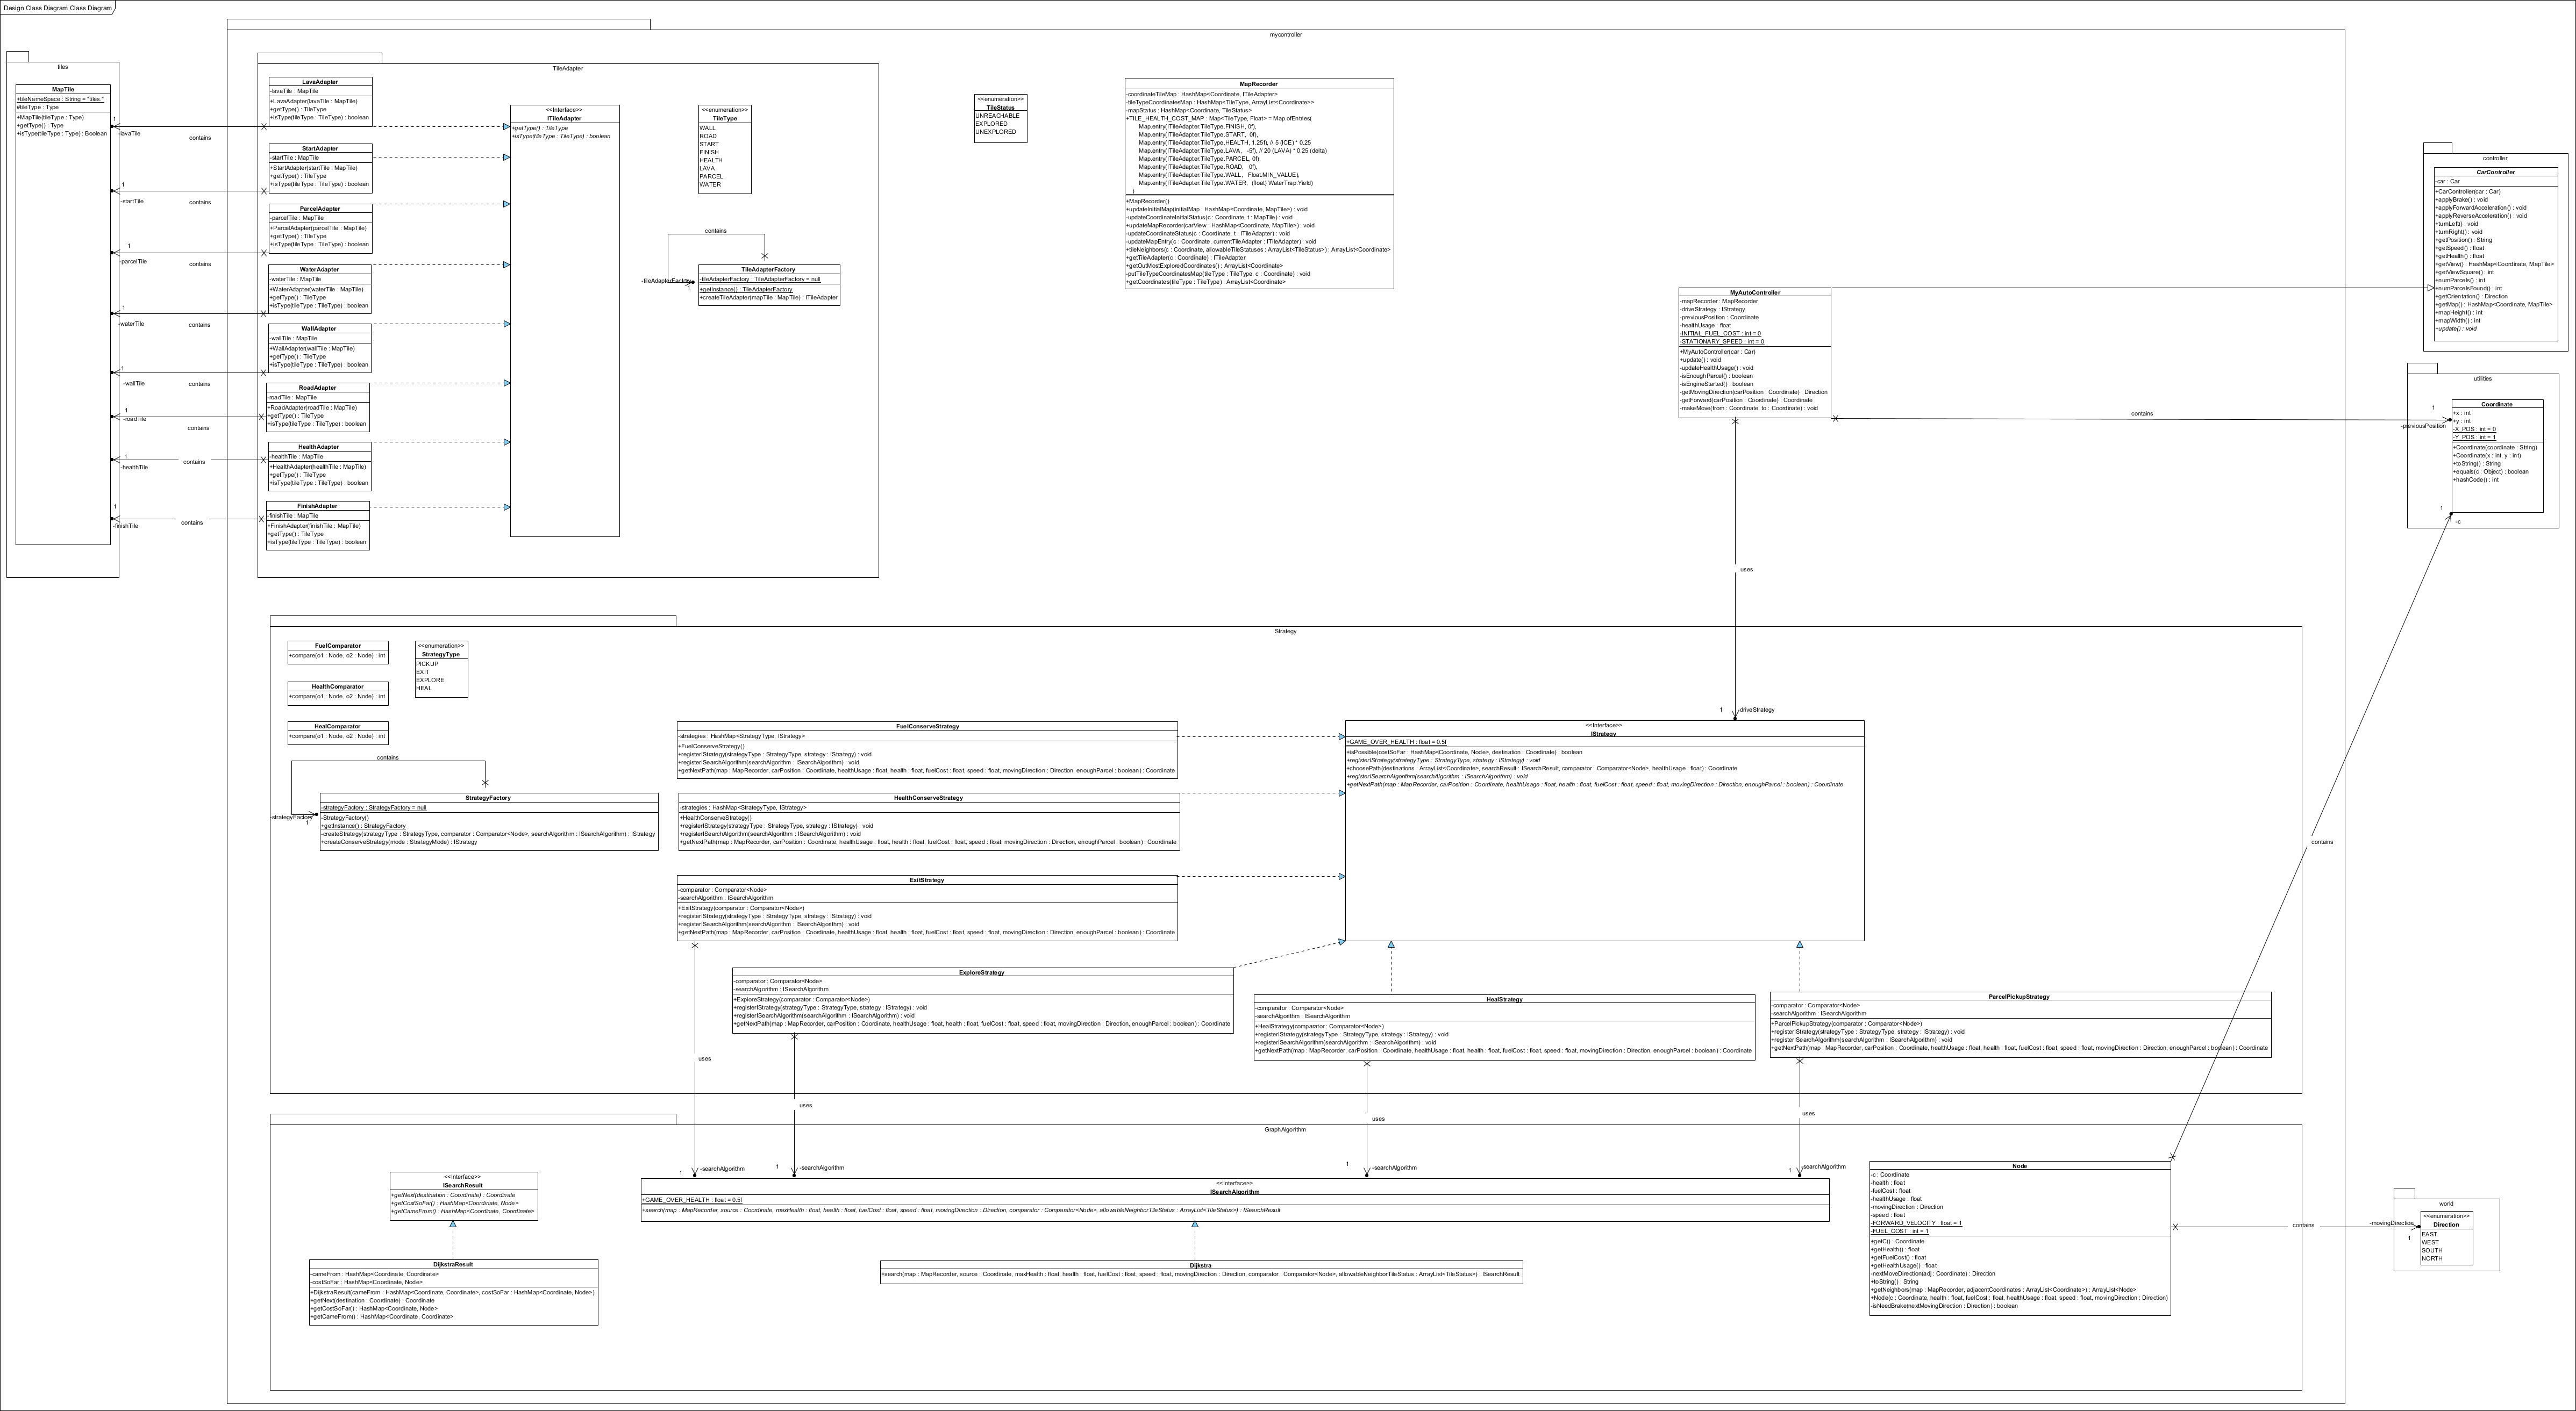 Design Class Diagram Class Diagram
mycontroller
tiles
MapTile
+tileNameSpace : String = "tiles."
#tileType : Type
+MapTile(tileType : Type)
+getType() : Type
+isType(tileType : Type) : Boolean
TileAdapter
LavaAdapter
-lavaTile : MapTile
+LavaAdapter(lavaTile : MapTile)
+getType() : TileType
+isType(tileType : TileType) : boolean
1
-lavaTile
contains
StartAdapter
-startTile : MapTile
+StartAdapter(startTile : MapTile)
+getType() : TileType
+isType(tileType : TileType) : boolean
1
-startTile
contains
ParcelAdapter
-parcelTile : MapTile
+ParcelAdapter(parcelTile : MapTile)
+getType() : TileType
+isType(tileType : TileType) : boolean
1
-parcelTile
contains
WaterAdapter
-waterTile : MapTile
+WaterAdapter(waterTile : MapTile)
+getType() : TileType
+isType(tileType : TileType) : boolean
1
-waterTile
contains
WallAdapter
-wallTile : MapTile
+WallAdapter(wallTile : MapTile)
+getType() : TileType
+isType(tileType : TileType) : boolean
1
-wallTile
contains
RoadAdapter
-roadTile : MapTile
+RoadAdapter(roadTile : MapTile)
+getType() : TileType
+isType(tileType : TileType) : boolean
1
-roadTile
contains
HealthAdapter
-healthTile : MapTile
+HealthAdapter(healthTile : MapTile)
+getType() : TileType
+isType(tileType : TileType) : boolean
1
-healthTile
contains
FinishAdapter
-finishTile : MapTile
+FinishAdapter(finishTile : MapTile)
+getType() : TileType
+isType(tileType : TileType) : boolean
1
-finishTile
contains
<<Interface>>
ITileAdapter
+getType() : TileType
+isType(tileType : TileType) : boolean
<<enumeration>>
TileType
WALL
ROAD
START
FINISH
HEALTH
LAVA
PARCEL
WATER
contains
-tileAdapterFactory
1
TileAdapterFactory
-tileAdapterFactory : TileAdapterFactory = null
+getInstance() : TileAdapterFactory
+createTileAdapter(mapTile : MapTile) : ITileAdapter
<<enumeration>>
TileStatus
UNREACHABLE
EXPLORED
UNEXPLORED
MapRecorder
-coordinateTileMap : HashMap<Coordinate, ITileAdapter>
-tileTypeCoordinatesMap : HashMap<TileType, ArrayList<Coordinate>>
-mapStatus : HashMap<Coordinate, TileStatus>
+TILE_HEALTH_COST_MAP : Map<TileType, Float> = Map.ofEntries(
Map.entry(ITileAdapter.TileType.FINISH, 0f),
Map.entry(ITileAdapter.TileType.START, 0f),
Map.entry(ITileAdapter.TileType.HEALTH, 1.25f), // 5 (ICE) * 0.25
Map.entry(ITileAdapter.TileType.LAVA, -5f), // 20 (LAVA) * 0.25 (delta)
Map.entry(ITileAdapter.TileType.PARCEL, 0f),
Map.entry(ITileAdapter.TileType.ROAD, 0f),
Map.entry(ITileAdapter.TileType.WALL, Float.MIN_VALUE),
Map.entry(ITileAdapter.TileType.WATER, (float) WaterTrap.Yield)
)
+MapRecorder()
+updateInitialMap(initialMap : HashMap<Coordinate, MapTile>) : void
-updateCoordinateInitialStatus(c : Coordinate, t : MapTile) : void
+updateMapRecorder(carView : HashMap<Coordinate, MapTile>) : void
-updateCoordinateStatus(c : Coordinate, t : ITileAdapter) : void
-updateMapEntry(c : Coordinate, currentTileAdapter : ITileAdapter) : void
+tileNeighbors(c : Coordinate, allowableTileStatuses : ArrayList<TileStatus>) : ArrayList<Coordinate>
+getTileAdapter(c : Coordinate) : ITileAdapter
+getOutMostExploredCoordinates() : ArrayList<Coordinate>
-putTileTypeCoordinatesMap(tileType : TileType, c : Coordinate) : void
+getCoordinates(tileType : TileType) : ArrayList<Coordinate>
MyAutoController
-mapRecorder : MapRecorder
-driveStrategy : IStrategy
-previousPosition : Coordinate
-healthUsage : float
-INITIAL_FUEL_COST : int = 0
-STATIONARY_SPEED : int = 0
+MyAutoController(car : Car)
+update() : void
-updateHealthUsage() : void
-isEnoughParcel() : boolean
-isEngineStarted() : boolean
-getMovingDirection(carPosition : Coordinate) : Direction
-getForward(carPosition : Coordinate) : Coordinate
-makeMove(from : Coordinate, to : Coordinate) : void
controller
CarController
-car : Car
+CarController(car : Car)
+applyBrake() : void
+applyForwardAcceleration() : void
+applyReverseAcceleration() : void
+turnLeft() : void
+turnRight() : void
+getPosition() : String
+getSpeed() : float
+getHealth() : float
+getView() : HashMap<Coordinate, MapTile>
+getViewSquare() : int
+numParcels() : int
+numParcelsFound() : int
+getOrientation() : Direction
+getMap() : HashMap<Coordinate, MapTile>
+mapHeight() : int
+mapWidth() : int
+update() : void
utilities
Coordinate
+x : int
+y : int
-X_POS : int = 0
-Y_POS : int = 1
+Coordinate(coordinate : String)
+Coordinate(x : int, y : int)
+toString() : String
+equals(c : Object) : boolean
+hashCode() : int
contains
1
-previousPosition
1
-c
contains
uses
1
-driveStrategy
Strategy
FuelComparator
+compare(o1 : Node, o2 : Node) : int
HealthComparator
+compare(o1 : Node, o2 : Node) : int
HealComparator
+compare(o1 : Node, o2 : Node) : int
<<enumeration>>
StrategyType
PICKUP
EXIT
EXPLORE
HEAL
contains
-strategyFactory
1
StrategyFactory
-strategyFactory : StrategyFactory = null
-StrategyFactory()
+getInstance() : StrategyFactory
-createStrategy(strategyType : StrategyType, comparator : Comparator<Node>, searchAlgorithm : ISearchAlgorithm) : IStrategy
+createConserveStrategy(mode : StrategyMode) : IStrategy
FuelConserveStrategy
-strategies : HashMap<StrategyType, IStrategy>
+FuelConserveStrategy()
+registerIStrategy(strategyType : StrategyType, strategy : IStrategy) : void
+registerISearchAlgorithm(searchAlgorithm : ISearchAlgorithm) : void
+getNextPath(map : MapRecorder, carPosition : Coordinate, healthUsage : float, health : float, fuelCost : float, speed : float, movingDirection : Direction, enoughParcel : boolean) : Coordinate
HealthConserveStrategy
-strategies : HashMap<StrategyType, IStrategy>
+HealthConserveStrategy()
+registerIStrategy(strategyType : StrategyType, strategy : IStrategy) : void
+registerISearchAlgorithm(searchAlgorithm : ISearchAlgorithm) : void
+getNextPath(map : MapRecorder, carPosition : Coordinate, healthUsage : float, health : float, fuelCost : float, speed : float, movingDirection : Direction, enoughParcel : boolean) : Coordinate
ExitStrategy
-comparator : Comparator<Node>
-searchAlgorithm : ISearchAlgorithm
+ExitStrategy(comparator : Comparator<Node>)
+registerIStrategy(strategyType : StrategyType, strategy : IStrategy) : void
+registerISearchAlgorithm(searchAlgorithm : ISearchAlgorithm) : void
+getNextPath(map : MapRecorder, carPosition : Coordinate, healthUsage : float, health : float, fuelCost : float, speed : float, movingDirection : Direction, enoughParcel : boolean) : Coordinate
<<Interface>>
IStrategy
+GAME_OVER_HEALTH : float = 0.5f
+isPossible(costSoFar : HashMap<Coordinate, Node>, destination : Coordinate) : boolean
+registerIStrategy(strategyType : StrategyType, strategy : IStrategy) : void
+choosePath(destinations : ArrayList<Coordinate>, searchResult : ISearchResult, comparator : Comparator<Node>, healthUsage : float) : Coordinate
+registerISearchAlgorithm(searchAlgorithm : ISearchAlgorithm) : void
+getNextPath(map : MapRecorder, carPosition : Coordinate, healthUsage : float, health : float, fuelCost : float, speed : float, movingDirection : Direction, enoughParcel : boolean) : Coordinate
ExploreStrategy
-comparator : Comparator<Node>
-searchAlgorithm : ISearchAlgorithm
+ExploreStrategy(comparator : Comparator<Node>)
+registerIStrategy(strategyType : StrategyType, strategy : IStrategy) : void
+registerISearchAlgorithm(searchAlgorithm : ISearchAlgorithm) : void
+getNextPath(map : MapRecorder, carPosition : Coordinate, healthUsage : float, health : float, fuelCost : float, speed : float, movingDirection : Direction, enoughParcel : boolean) : Coordinate
HealStrategy
-comparator : Comparator<Node>
-searchAlgorithm : ISearchAlgorithm
+HealStrategy(comparator : Comparator<Node>)
+registerIStrategy(strategyType : StrategyType, strategy : IStrategy) : void
+registerISearchAlgorithm(searchAlgorithm : ISearchAlgorithm) : void
+getNextPath(map : MapRecorder, carPosition : Coordinate, healthUsage : float, health : float, fuelCost : float, speed : float, movingDirection : Direction, enoughParcel : boolean) : Coordinate
ParcelPickupStrategy
-comparator : Comparator<Node>
-searchAlgorithm : ISearchAlgorithm
+ParcelPickupStrategy(comparator : Comparator<Node>)
+registerIStrategy(strategyType : StrategyType, strategy : IStrategy) : void
+registerISearchAlgorithm(searchAlgorithm : ISearchAlgorithm) : void
+getNextPath(map : MapRecorder, carPosition : Coordinate, healthUsage : float, health : float, fuelCost : float, speed : float, movingDirection : Direction, enoughParcel : boolean) : Coordinate
uses
uses
uses
uses
GraphAlgorithm
1
-searchAlgorithm
1
-searchAlgorithm
1
-searchAlgorithm
1
-searchAlgorithm
<<Interface>>
ISearchResult
+getNext(destination : Coordinate) : Coordinate
+getCostSoFar() : HashMap<Coordinate, Node>
+getCameFrom() : HashMap<Coordinate, Coordinate>
<<Interface>>
ISearchAlgorithm
+GAME_OVER_HEALTH : float = 0.5f
+search(map : MapRecorder, source : Coordinate, maxHealth : float, health : float, fuelCost : float, speed : float, movingDirection : Direction, comparator : Comparator<Node>, allowableNeighborTileStatus : ArrayList<TileStatus>) : ISearchResult
DijkstraResult
-cameFrom : HashMap<Coordinate, Coordinate>
-costSoFar : HashMap<Coordinate, Node>
+DijkstraResult(cameFrom : HashMap<Coordinate, Coordinate>, costSoFar : HashMap<Coordinate, Node>)
+getNext(destination : Coordinate) : Coordinate
+getCostSoFar() : HashMap<Coordinate, Node>
+getCameFrom() : HashMap<Coordinate, Coordinate>
Dijkstra
+search(map : MapRecorder, source : Coordinate, maxHealth : float, health : float, fuelCost : float, speed : float, movingDirection : Direction, comparator : Comparator<Node>, allowableNeighborTileStatus : ArrayList<TileStatus>) : ISearchResult
Node
-c : Coordinate
-health : float
-fuelCost : float
-healthUsage : float
-movingDirection : Direction
-speed : float
-FORWARD_VELOCITY : float = 1
-FUEL_COST : int = 1
+getC() : Coordinate
+getHealth() : float
+getFuelCost() : float
+getHealthUsage() : float
-nextMoveDirection(adj : Coordinate) : Direction
+toString() : String
+getNeighbors(map : MapRecorder, adjacentCoordinates : ArrayList<Coordinate>) : ArrayList<Node>
+Node(c : Coordinate, health : float, fuelCost : float, healthUsage : float, speed : float, movingDirection : Direction)
-isNeedBrake(nextMovingDirection : Direction) : boolean
contains
-movingDirection
1
world
<<enumeration>>
Direction
EAST
WEST
SOUTH
NORTH